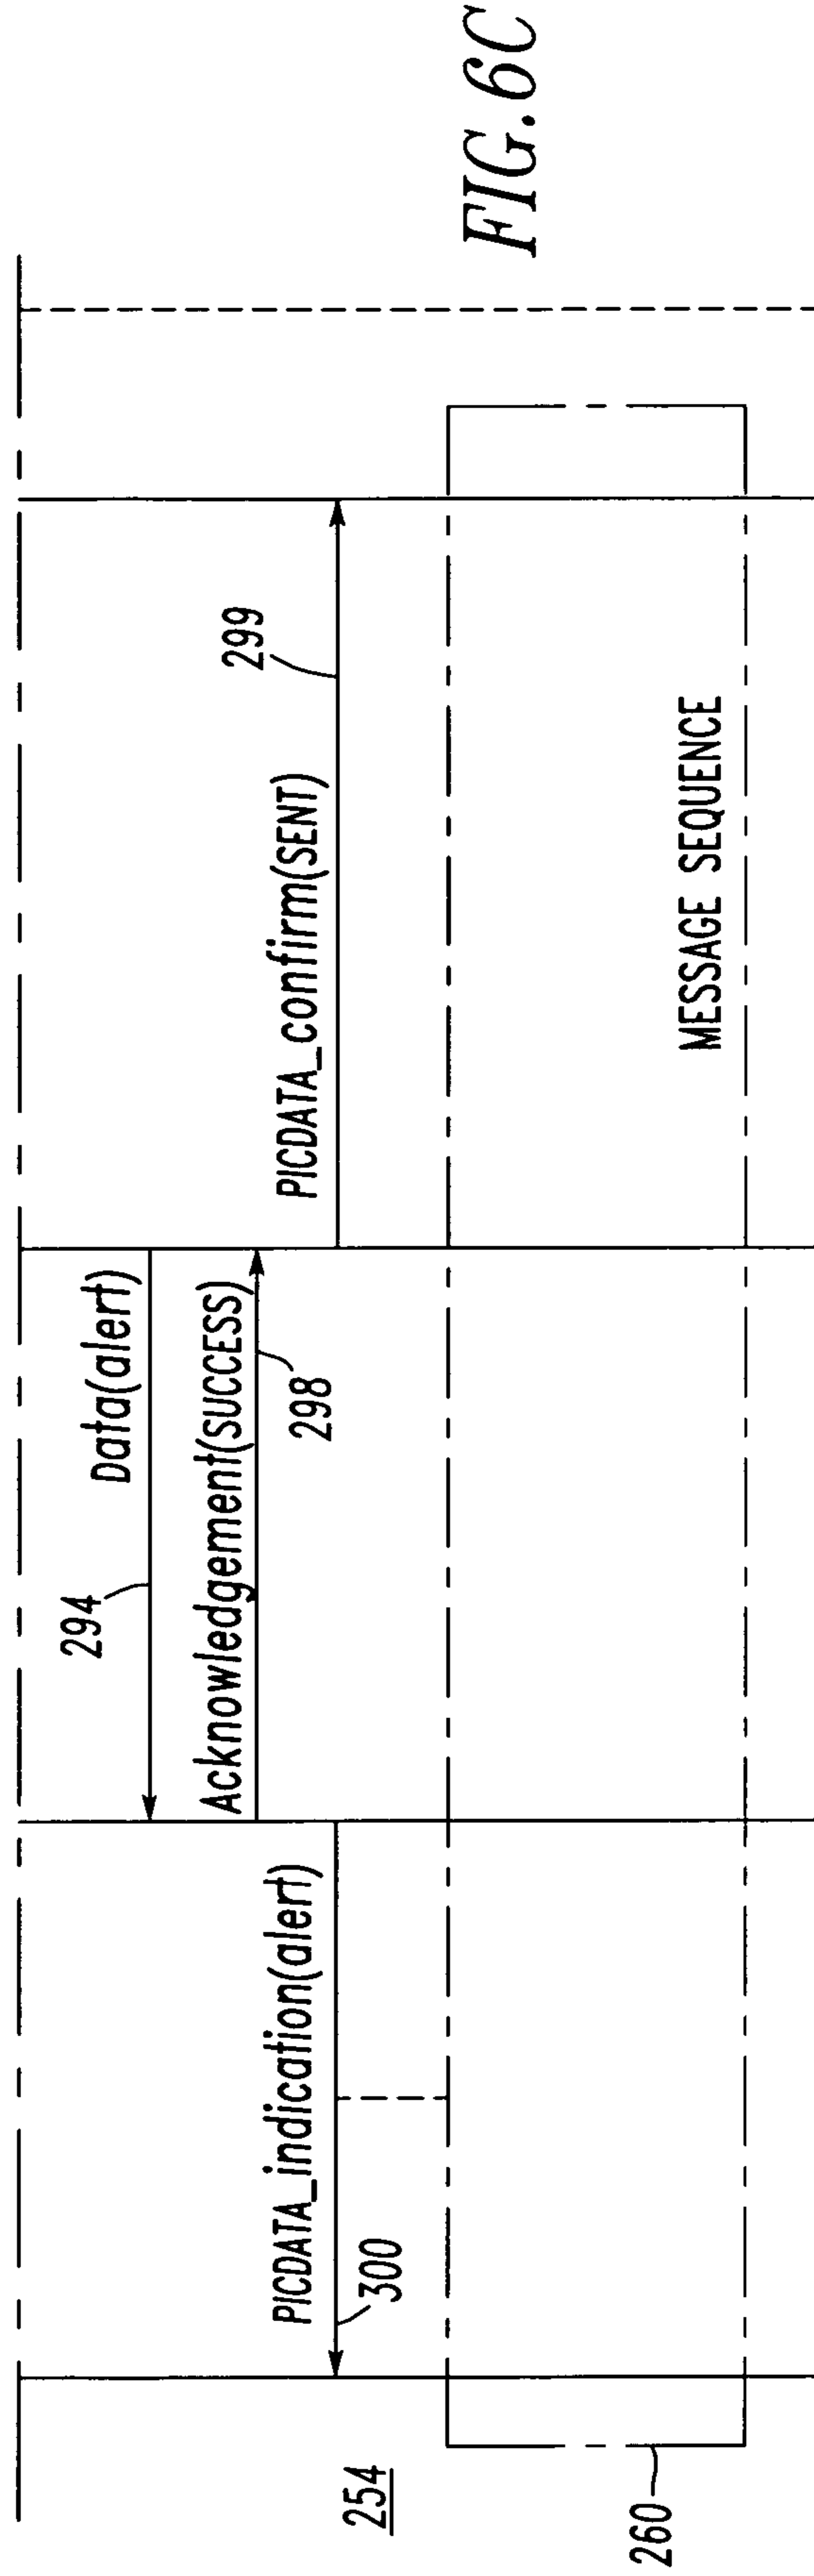 Data(alert)
294
Acknowledgement(SUCCESS)
298
PICDATA_indication(alert)
300
PICDATA_confirm(SENT)
299
254
260
MESSAGE SEQUENCE
FIG.6C